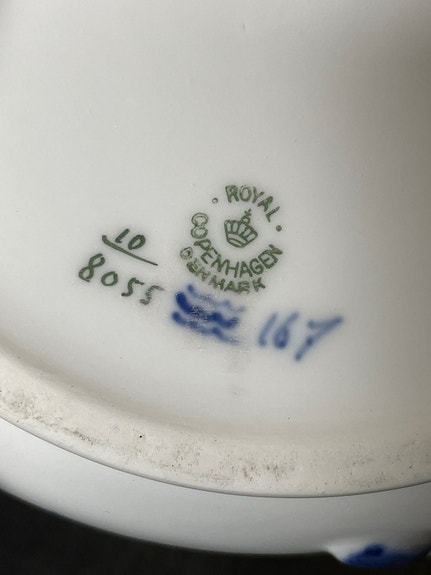 ROYAL
COPENHAGEN
DENMARK
10
8055
167